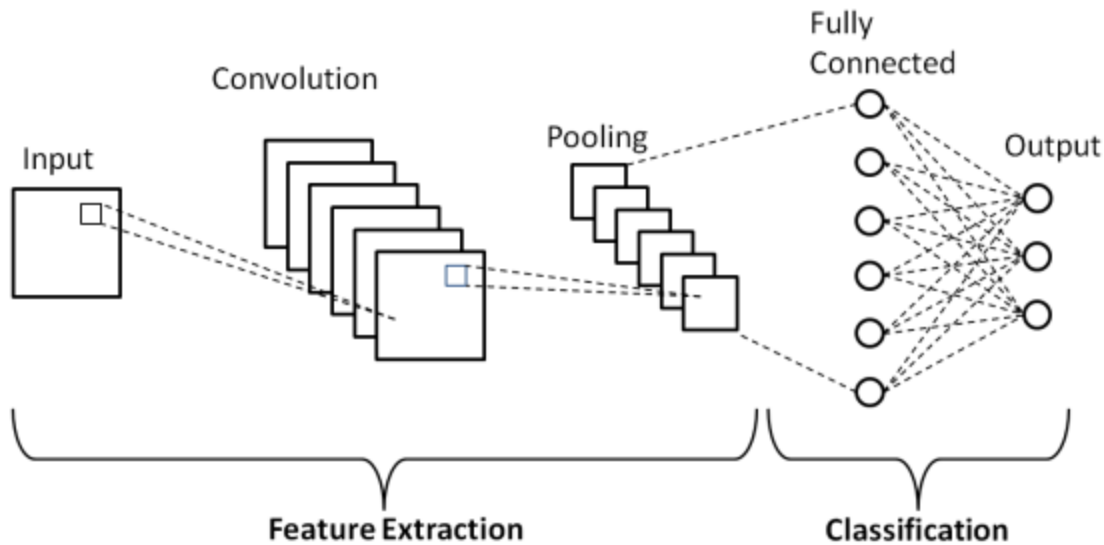 Fully
Connected
Convolution
Pooling
Input
Output
Feature Extraction
Classification